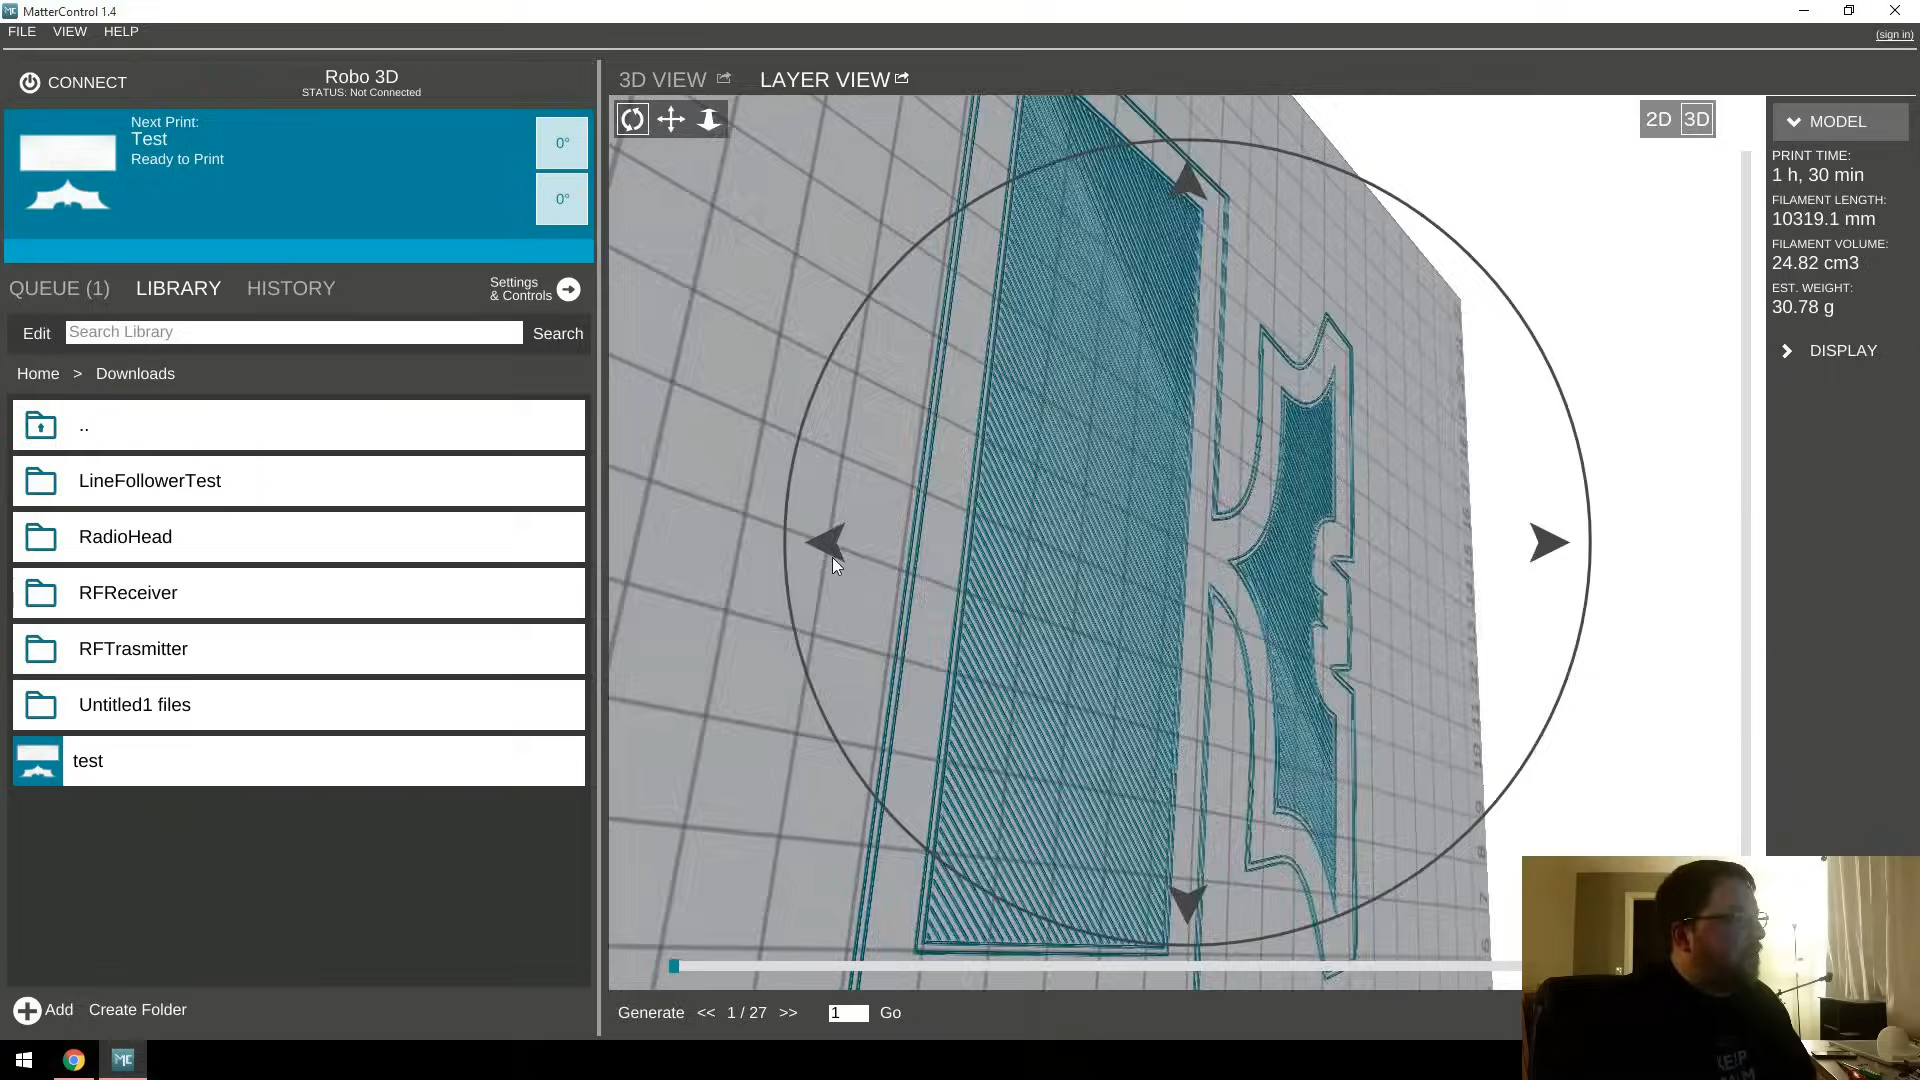 MatterControl 1.4
FILE VIEW HELP
(sign in)
CONNECT
Robo 3D
STATUS: Not Connected
Next Print:
Test
Ready to Print
0°
0°
QUEUE (1) LIBRARY HISTORY
Settings
& Controls
Edit Search Library Search
Home > Downloads
..
LineFollowerTest
RadioHead
RFReceiver
RFTrasmitter
Untitled1 files
test
Add Create Folder
3D VIEW LAYER VIEW
2D 3D
MODEL
PRINT TIME:
1 h, 30 min
FILAMENT LENGTH:
10319.1 mm
FILAMENT VOLUME:
24.82 cm3
EST. WEIGHT:
30.78 g
DISPLAY
Generate << 1 / 27 >> 1 Go
MC
KEEP